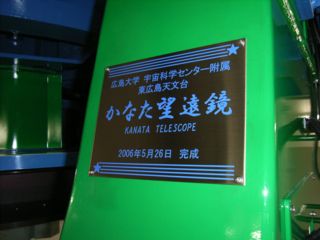 広島大学 宇宙科学センター附属
東広島天文台
かなた望遠鏡
KANATA TELESCOPE
2006年5月26日 完成